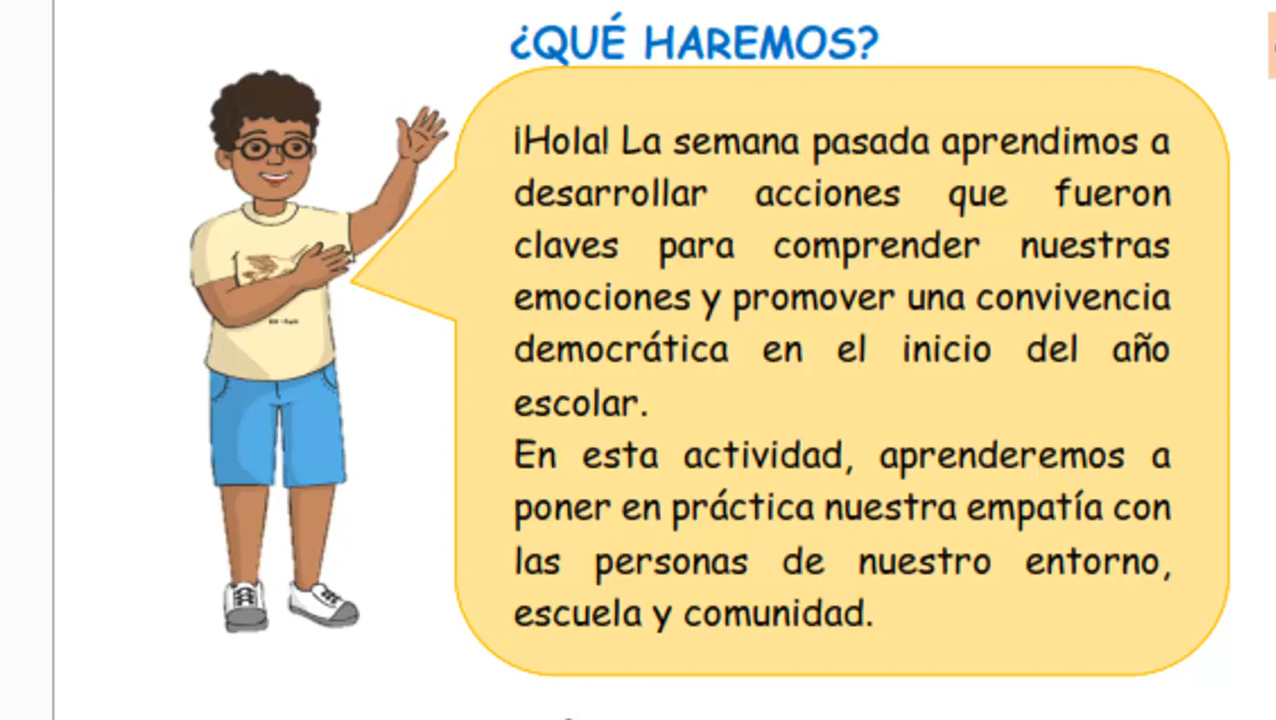 ¿QUÉ HAREMOS?
¡Hola! La semana pasada aprendimos a
desarrollar acciones que fueron
claves para comprender nuestras
emociones y promover una convivencia
democrática en el inicio del año
escolar.
En esta actividad, aprenderemos a
poner en práctica nuestra empatía con
las personas de nuestro entorno,
escuela y comunidad.